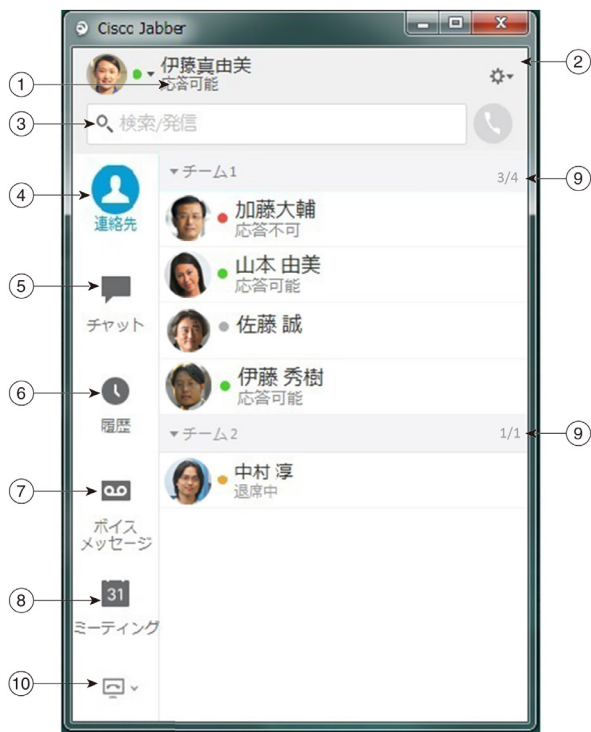 Cisco Jabber
伊藤真由美
応答可能
検索/発信
連絡先
チャット
履歴
ボイス
メッセージ
31
ミーティング
チーム1
3/4
加藤大輔
応答不可
山本 由美
応答可能
佐藤 誠
伊藤 秀樹
応答可能
チーム2
1/1
中村 淳
退席中
1
2
3
4
5
6
7
8
9
9
10